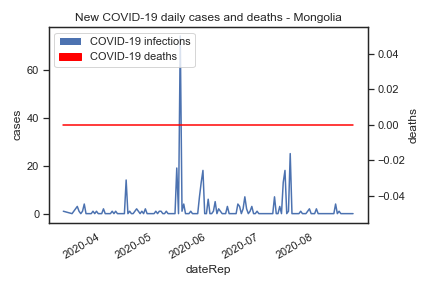 New COVID-19 daily cases and deaths - Mongolia
COVID-19 infections
COVID-19 deaths
60
40
20
0
cases
0.04
0.02
0.00
−0.02
−0.04
deaths
2020-04
2020-05
2020-06
2020-07
2020-08
dateRep